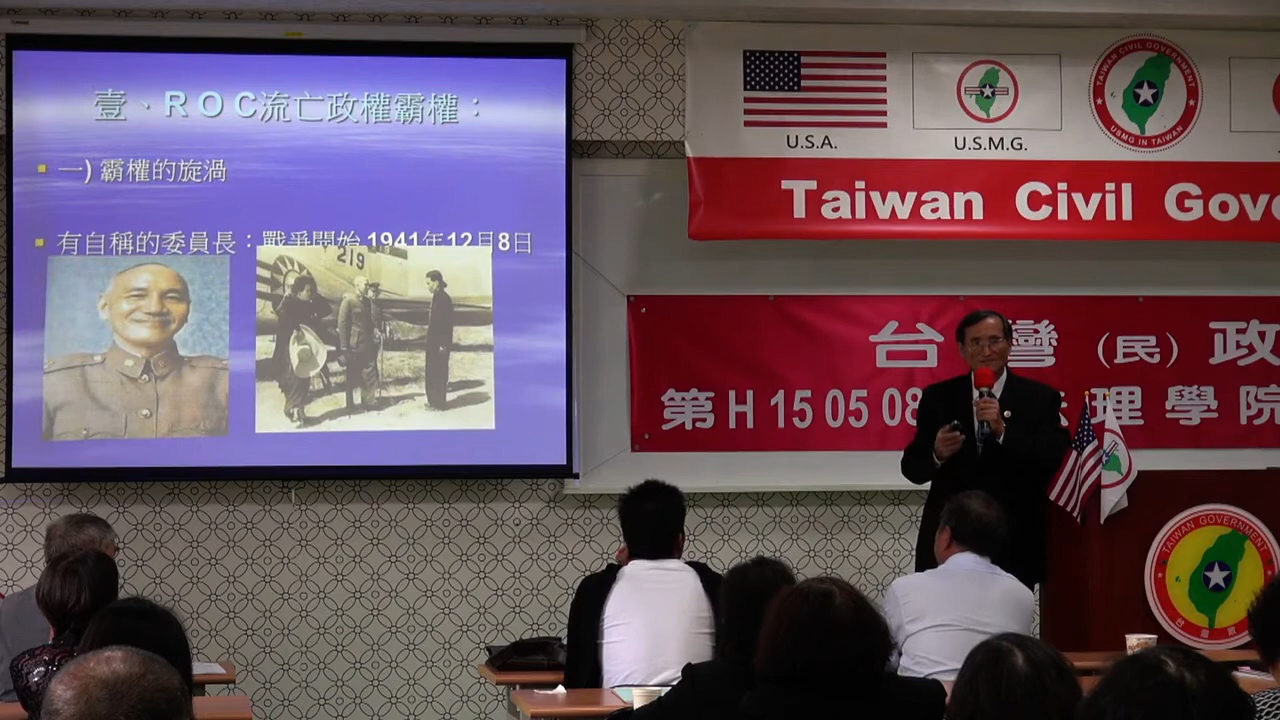 壹、ROC流亡政權霸權：
一) 霸權的旋渦
有自稱的委員長：戰爭開始 1941年12月8日
219
U.S.A.
U.S.M.G.
TAIWAN CIVIL GOVERNMENT
USMG IN TAIWAN
Taiwan Civil Gove
台灣（民）政
第H 15 05 08 理學院
TAIWAN GOVERNMENT